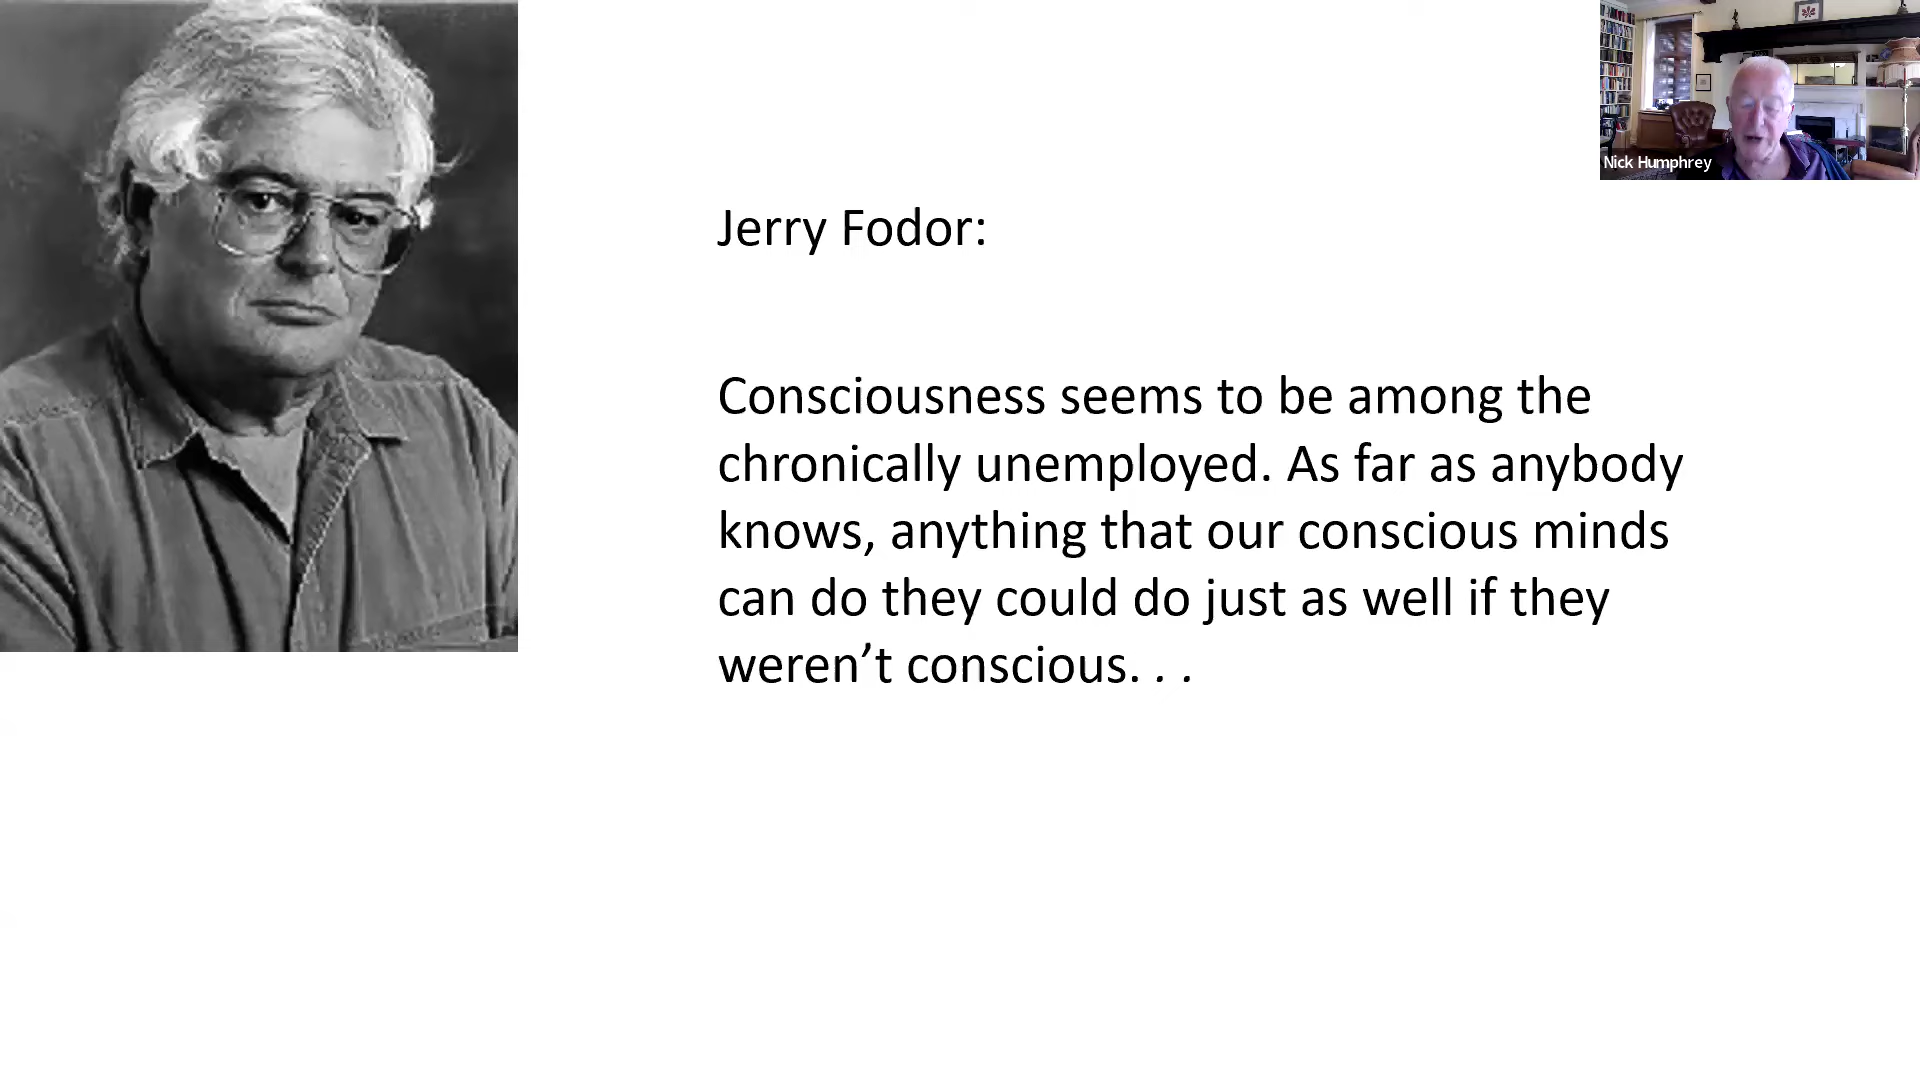 Nick Humphrey
Jerry Fodor:
Consciousness seems to be among the
chronically unemployed. As far as anybody
knows, anything that our conscious minds
can do they could do just as well if they
weren’t conscious. . .